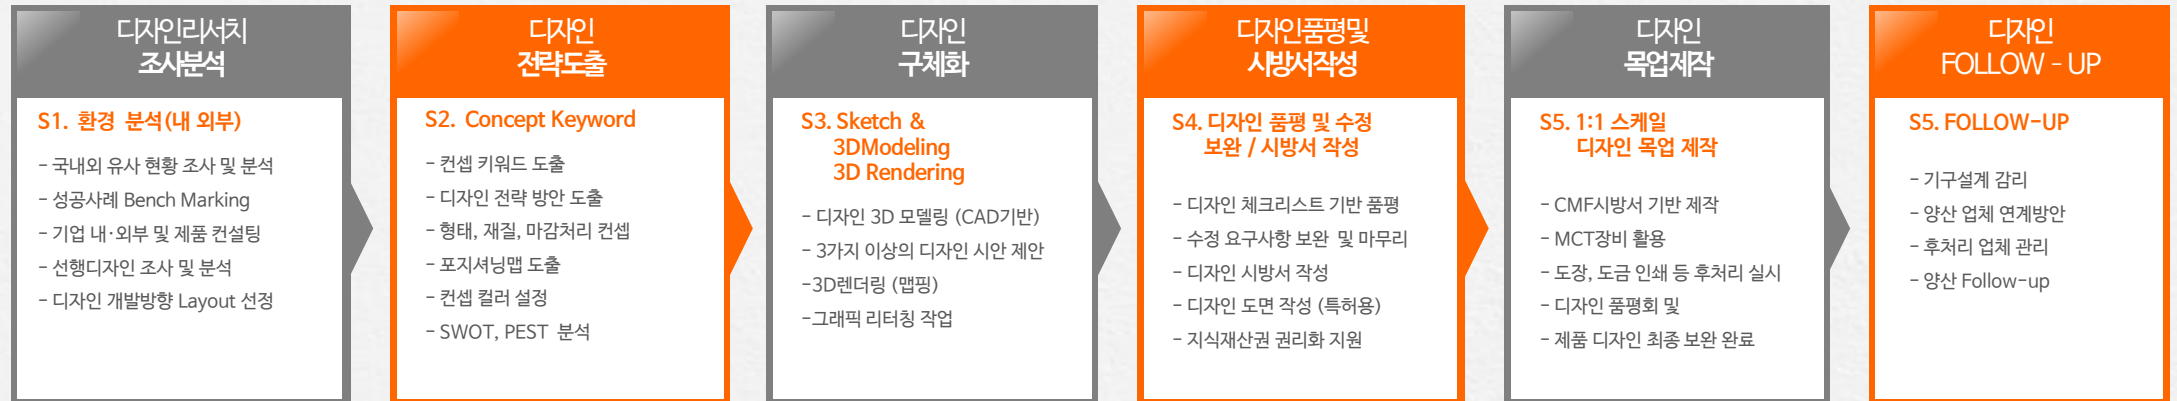 디자인리서치
조사분석
S1. 환경 분석(내 외부)
- 국내외 유사 현황 조사 및 분석
- 성공사례 Bench Marking
- 기업 내·외부 및 제품 컨설팅
- 선행디자인 조사 및 분석
- 디자인 개발방향 Layout 선정
디자인
전략도출
S2. Concept Keyword
- 컨셉 키워드 도출
- 디자인 전략 방안 도출
- 형태, 재질, 마감처리 컨셉
- 포지셔닝맵 도출
- 컨셉 컬러 설정
- SWOT, PEST 분석
디자인
구체화
S3. Sketch &
3DModeling
3D Rendering
- 디자인 3D 모델링 (CAD기반)
- 3가지 이상의 디자인 시안 제안
-3D렌더링 (맵핑)
-그래픽 리터칭 작업
디자인품평및
시방서작성
S4. 디자인 품평 및 수정
보완 / 시방서 작성
- 디자인 체크리스트 기반 품평
- 수정 요구사항 보완 및 마무리
- 디자인 시방서 작성
- 디자인 도면 작성 (특허용)
- 지식재산권 권리화 지원
디자인
목업제작
S5. 1:1 스케일
디자인 목업 제작
- CMF시방서 기반 제작
- MCT장비 활용
- 도장, 도금 인쇄 등 후처리 실시
- 디자인 품평회 및
- 제품 디자인 최종 보완 완료
디자인
FOLLOW - UP
S5. FOLLOW-UP
- 기구설계 감리
- 양산 업체 연계방안
- 후처리 업체 관리
- 양산 Follow-up